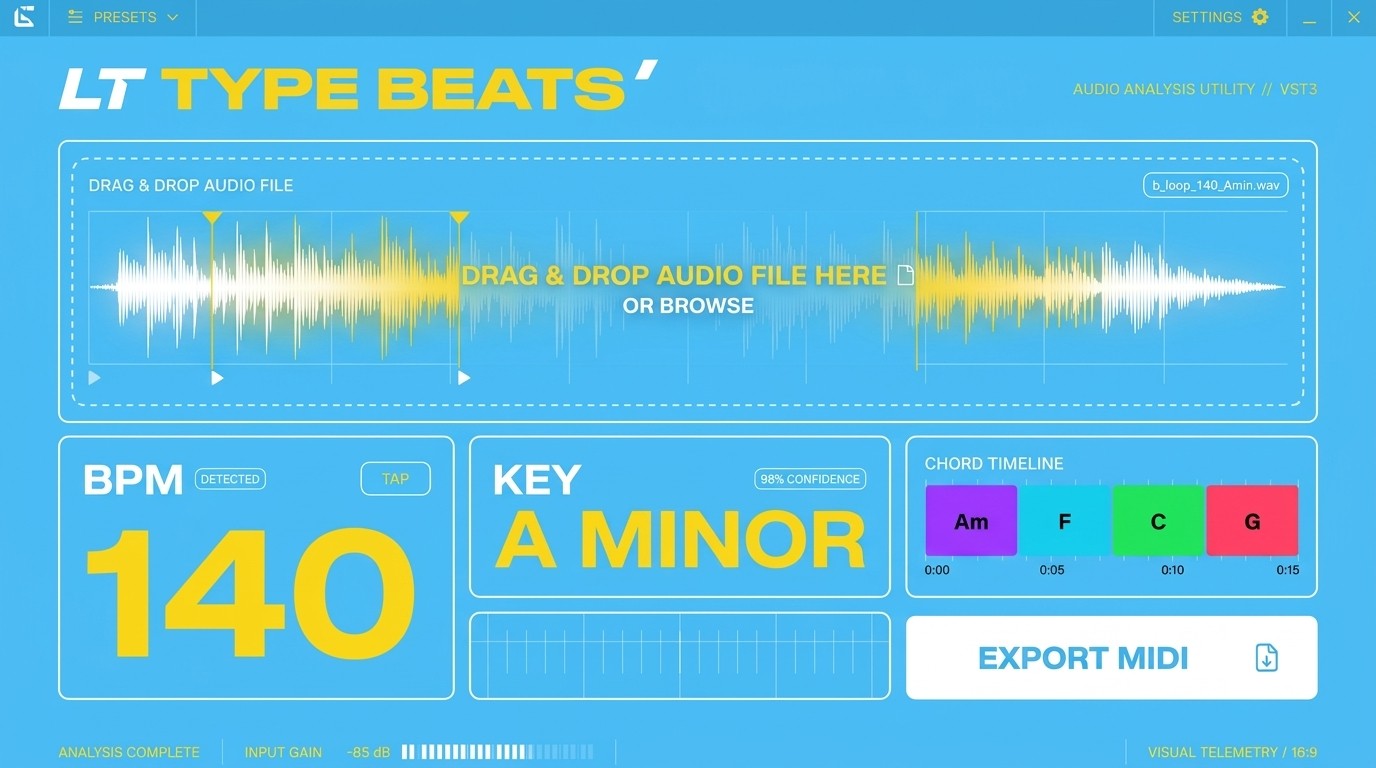 PRESETS
SETTINGS
LT TYPE BEATS'
AUDIO ANALYSIS UTILITY // VST3
DRAG & DROP AUDIO FILE
b_loop_140_Amin.wav
DRAG & DROP AUDIO FILE HERE
OR BROWSE
BPM DETECTED TAP
140
KEY 98% CONFIDENCE
A MINOR
CHORD TIMELINE
Am F C G
0:00 0:05 0:10 0:15
EXPORT MIDI
ANALYSIS COMPLETE INPUT GAIN -85 dB VISUAL TELEMETRY / 16:9